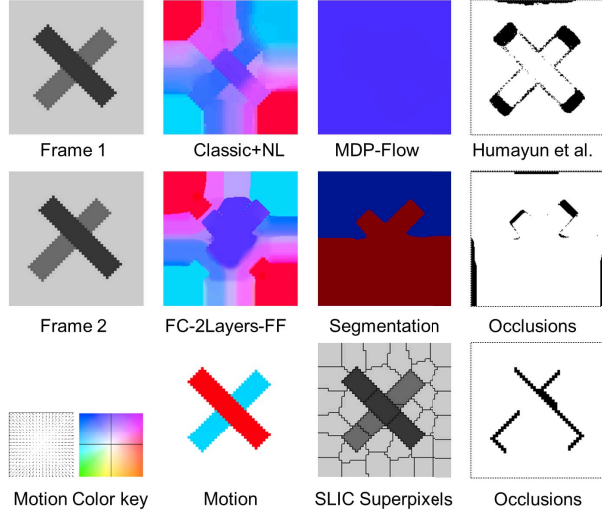 Frame 1
Classic+NL
MDP-Flow
Humayun et al.
Frame 2
FC-2Layers-FF
Segmentation
Occlusions
Motion Color key
Motion
SLIC Superpixels
Occlusions